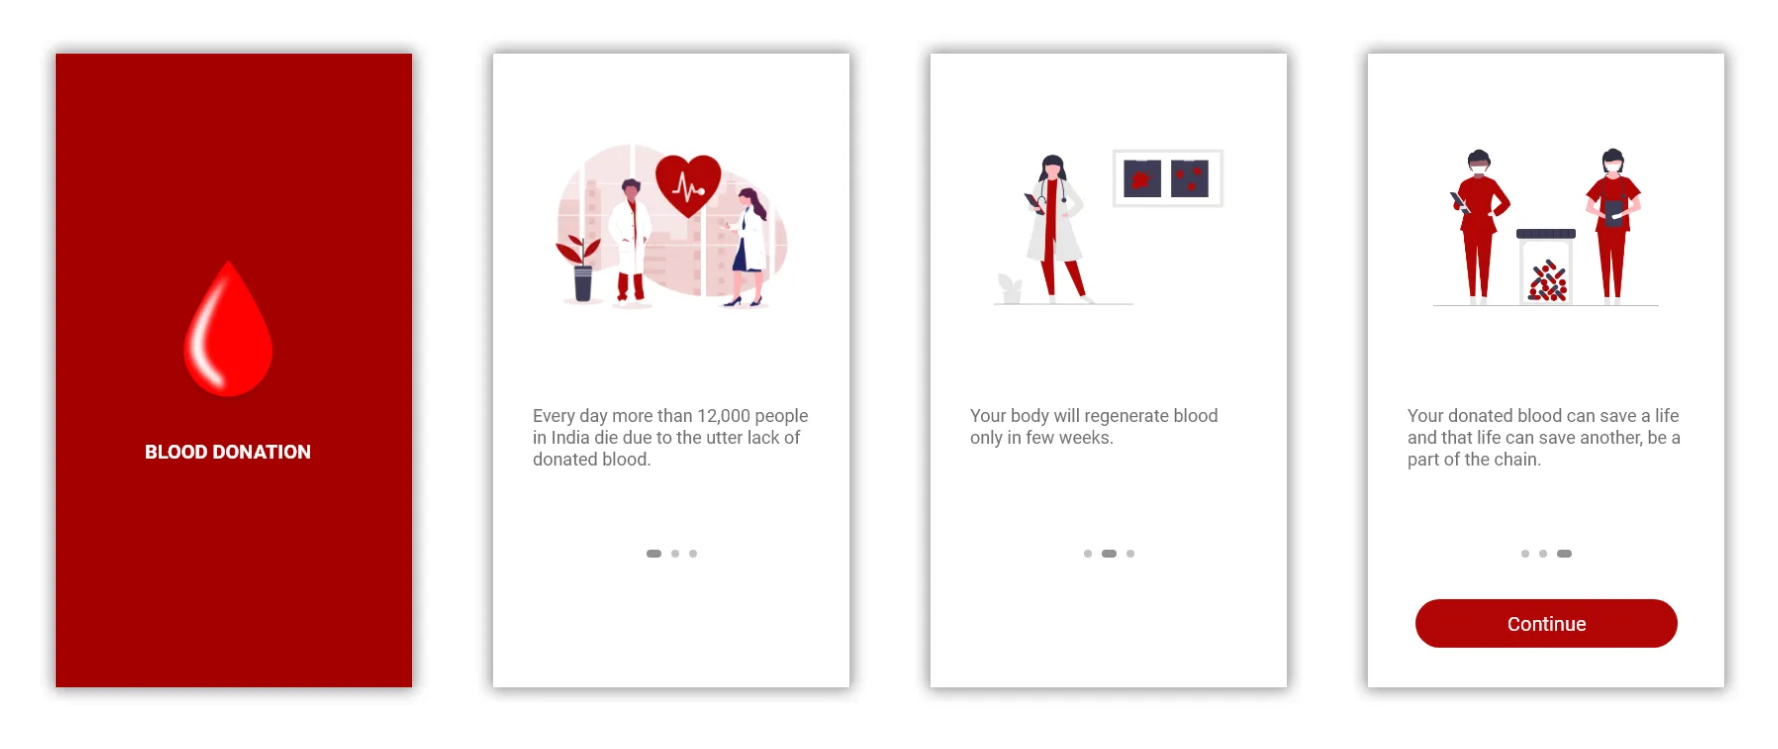 BLOOD DONATION
Every day more than 12,000 people
in India die due to the utter lack of
donated blood.
Your body will regenerate blood
only in few weeks.
Your donated blood can save a life
and that life can save another, be a
part of the chain.
Continue